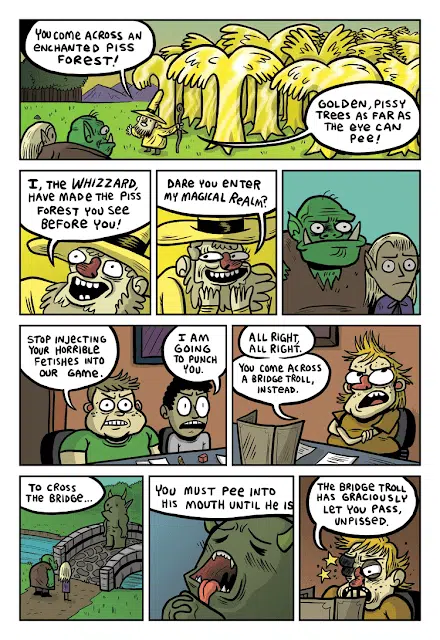 YOU COME ACROSS AN
ENCHANTED PISS
FOREST!
GOLDEN, PISSY
TREES AS FAR AS
THE EYE CAN
PEE!
I, THE WHIZZARD,
HAVE MADE THE PISS
FOREST YOU SEE
BEFORE YOU!
DARE YOU ENTER
MY MAGICAL REALM?
STOP INJECTING
YOUR HORRIBLE
FETISHES INTO
OUR GAME.
I AM
GOING
TO PUNCH
YOU.
ALL RIGHT,
ALL RIGHT.
YOU COME ACROSS
A BRIDGE TROLL,
INSTEAD.
TO CROSS
THE BRIDGE...
YOU MUST PEE INTO
HIS MOUTH UNTIL HE IS
THE BRIDGE TROLL
HAS GRACIOUSLY
LET YOU PASS,
UNPISSED.